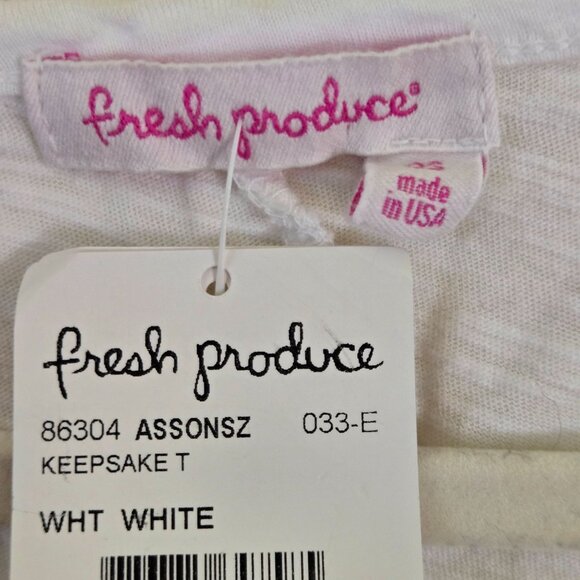 fresh produce®
made
in USA
fresh produce
86304 ASSONSZ 033-E
KEEPSAKE T
WHT WHITE